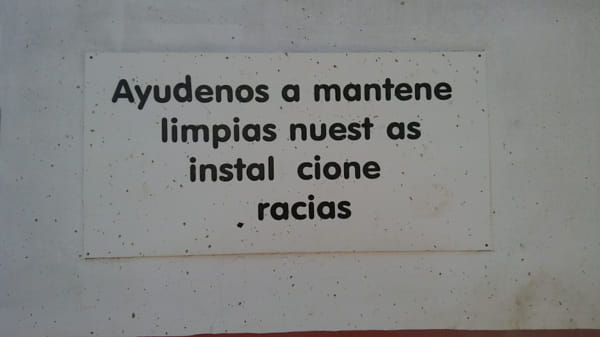 Ayudenos a mantene
limpias nuest as
instal cione
racias